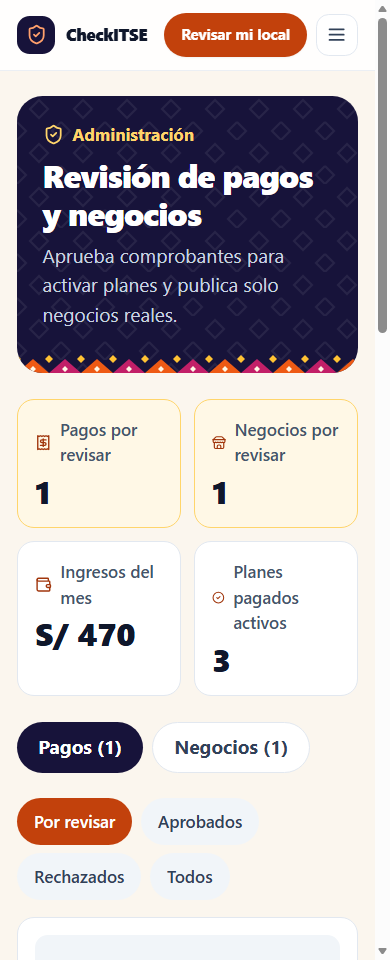 CheckITSE
Revisar mi local
Administración
Revisión de pagos
y negocios
Aprueba comprobantes para
activar planes y publica solo
negocios reales.
Pagos por
revisar
1
Negocios por
revisar
1
Ingresos del
mes
S/ 470
Planes
pagados
activos
3
Pagos (1)
Negocios (1)
Por revisar
Aprobados
Rechazados
Todos